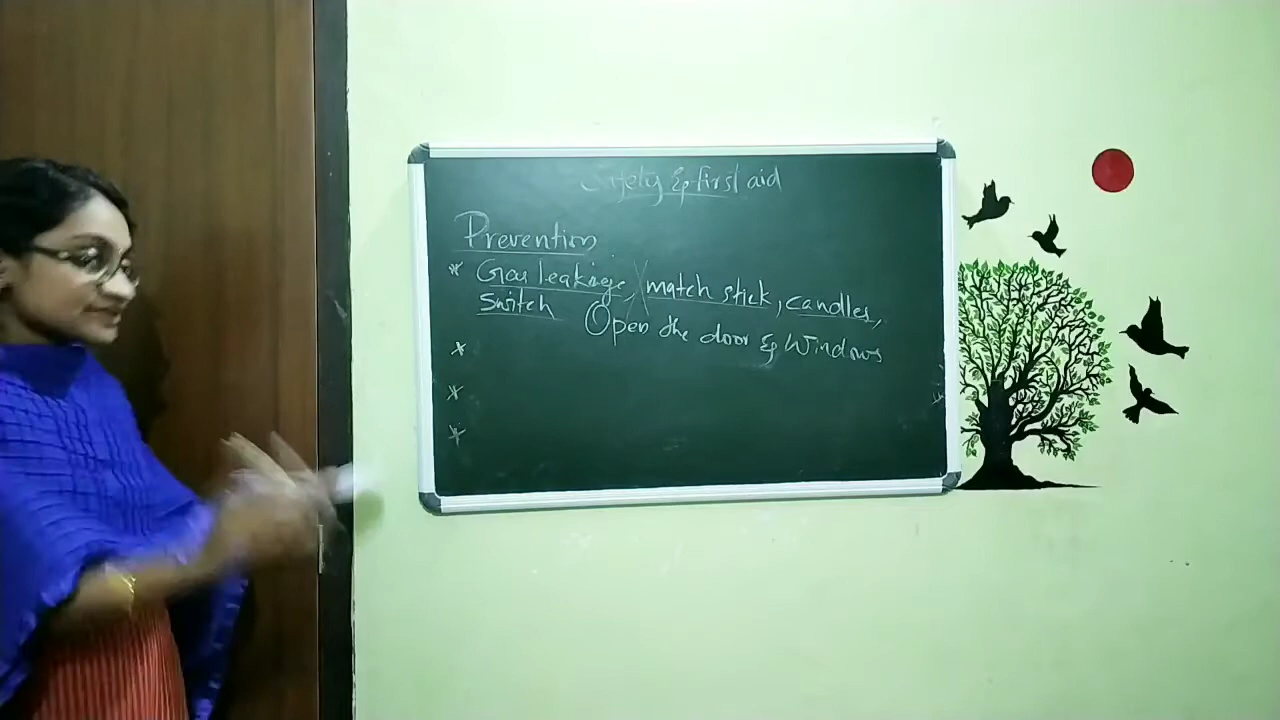 Safety & first aid
Prevention
* Gas leakage, X match stick, candles,
Switch Open the door & Windows
*
*
*